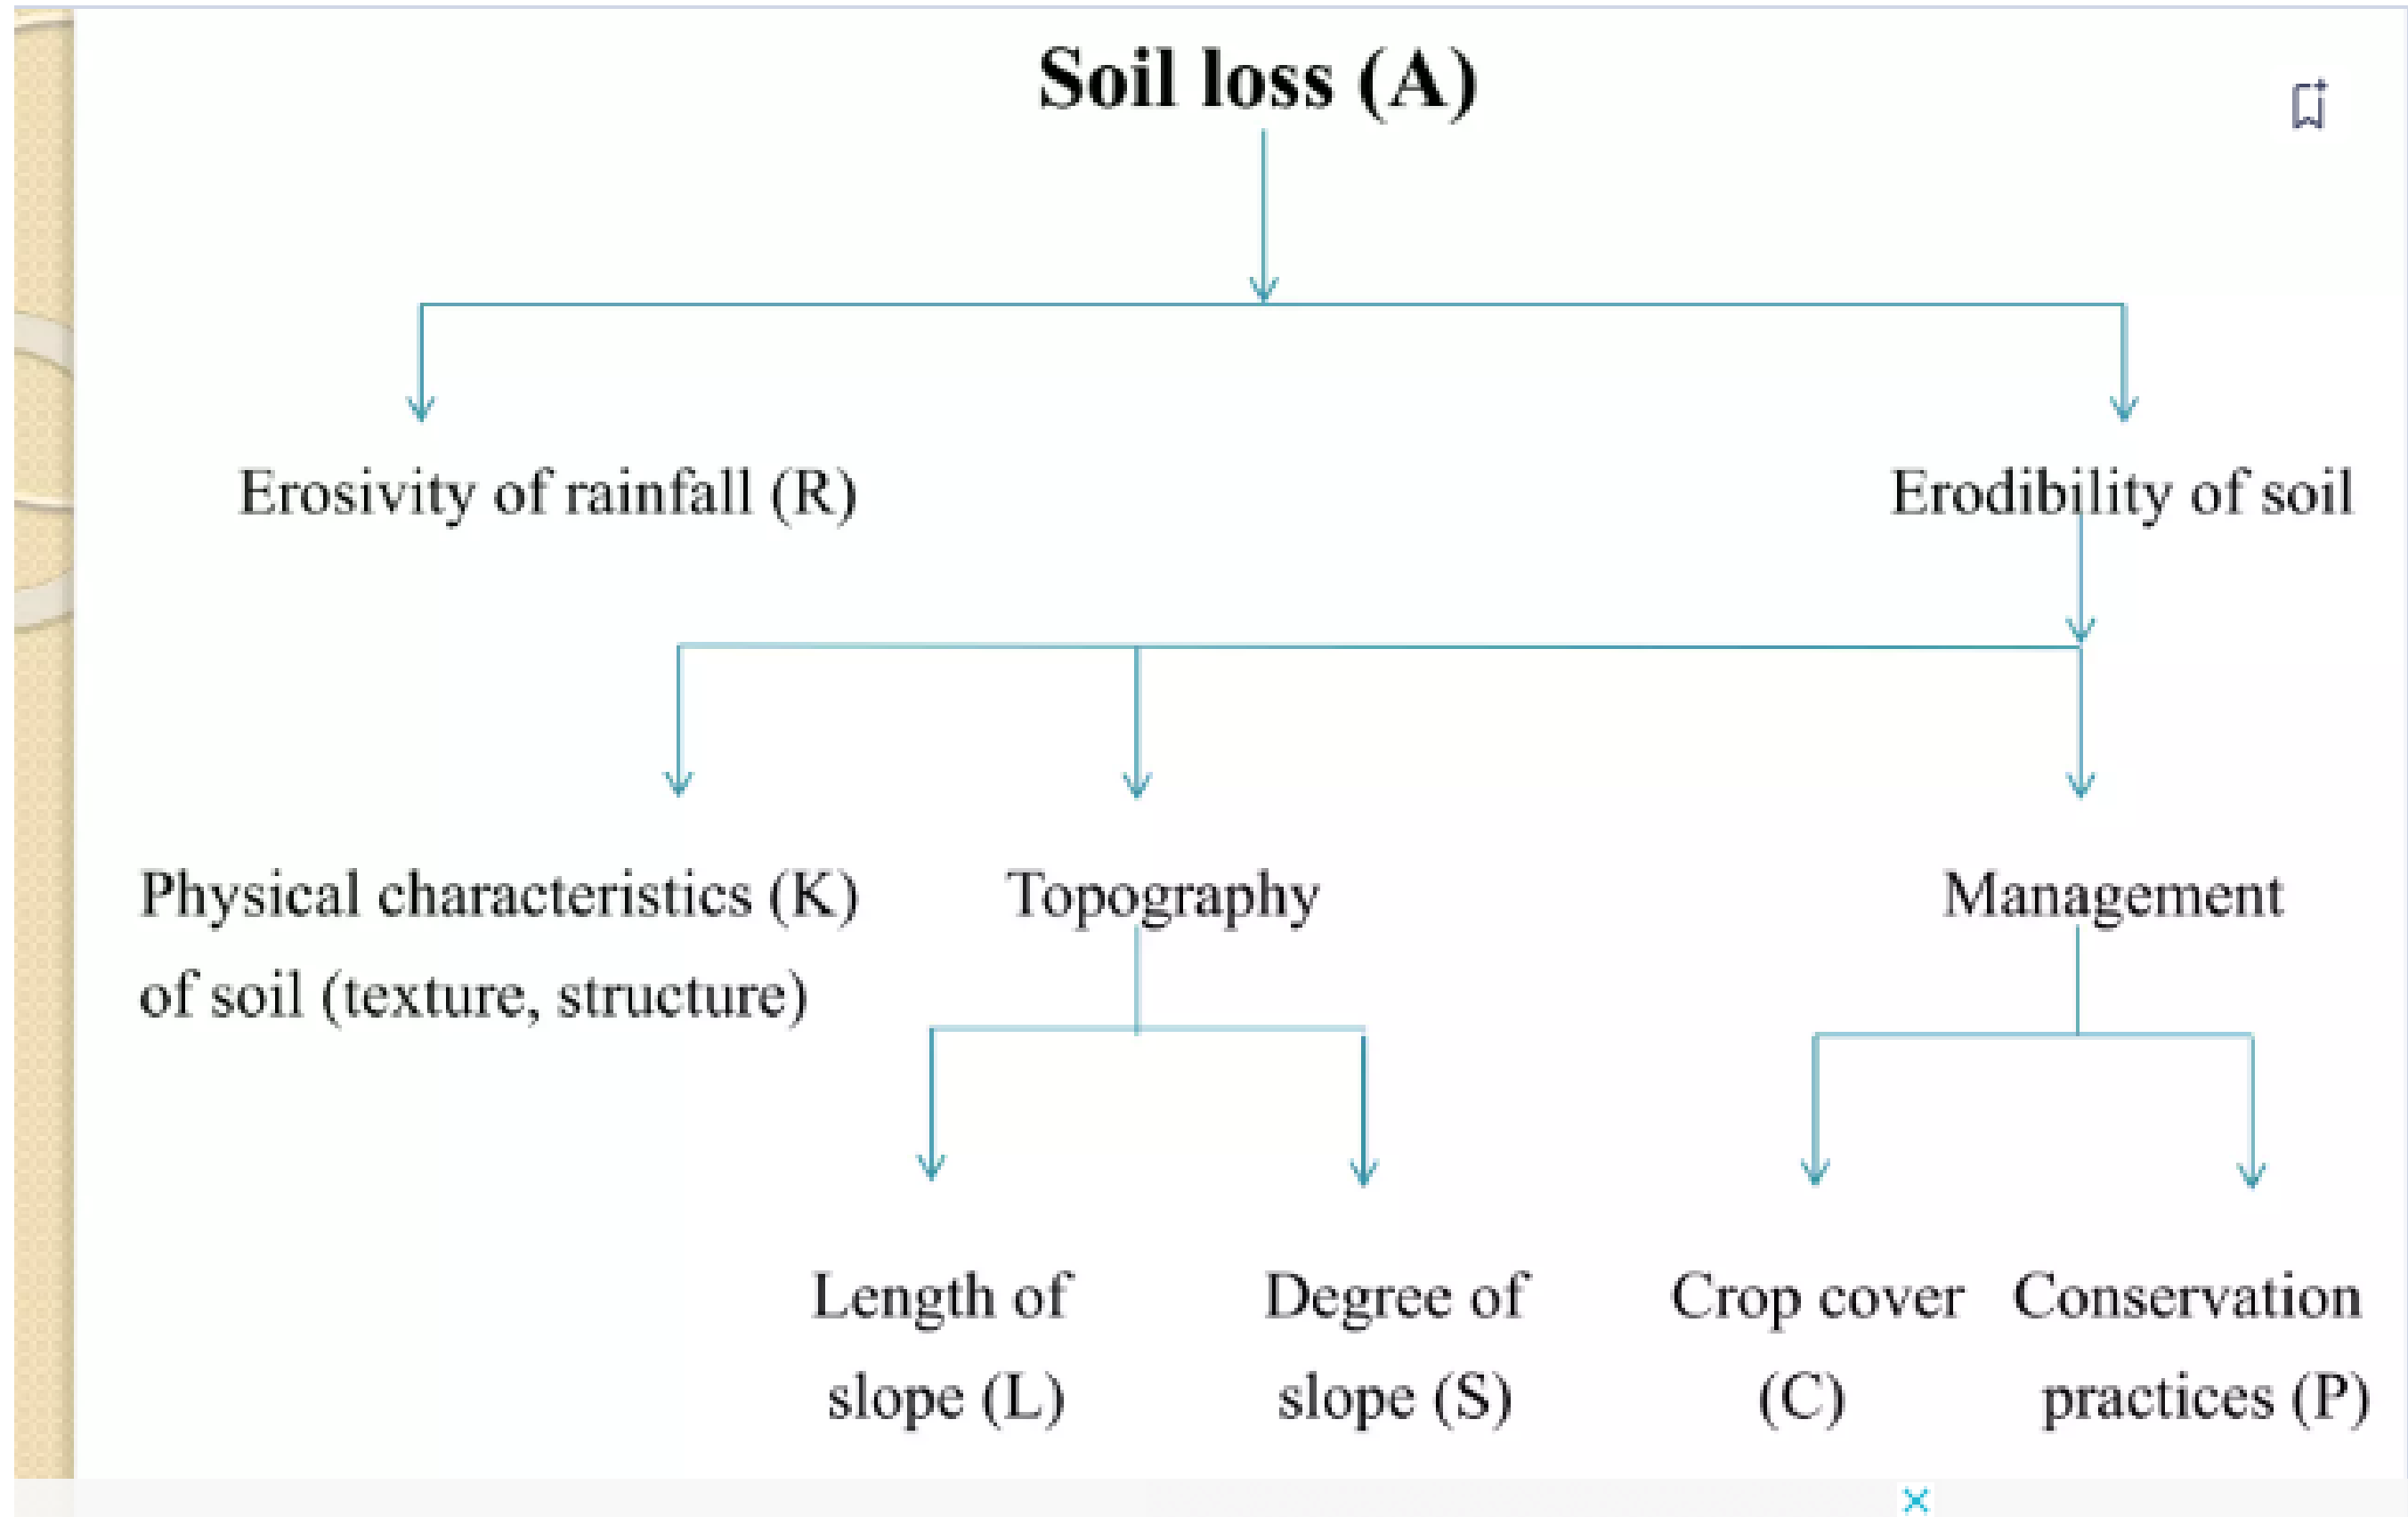 Soil loss (A)
Erosivity of rainfall (R)
Erodibility of soil
Physical characteristics (K)
of soil (texture, structure)
Topography
Management
Length of
slope (L)
Degree of
slope (S)
Crop cover
(C)
Conservation
practices (P)